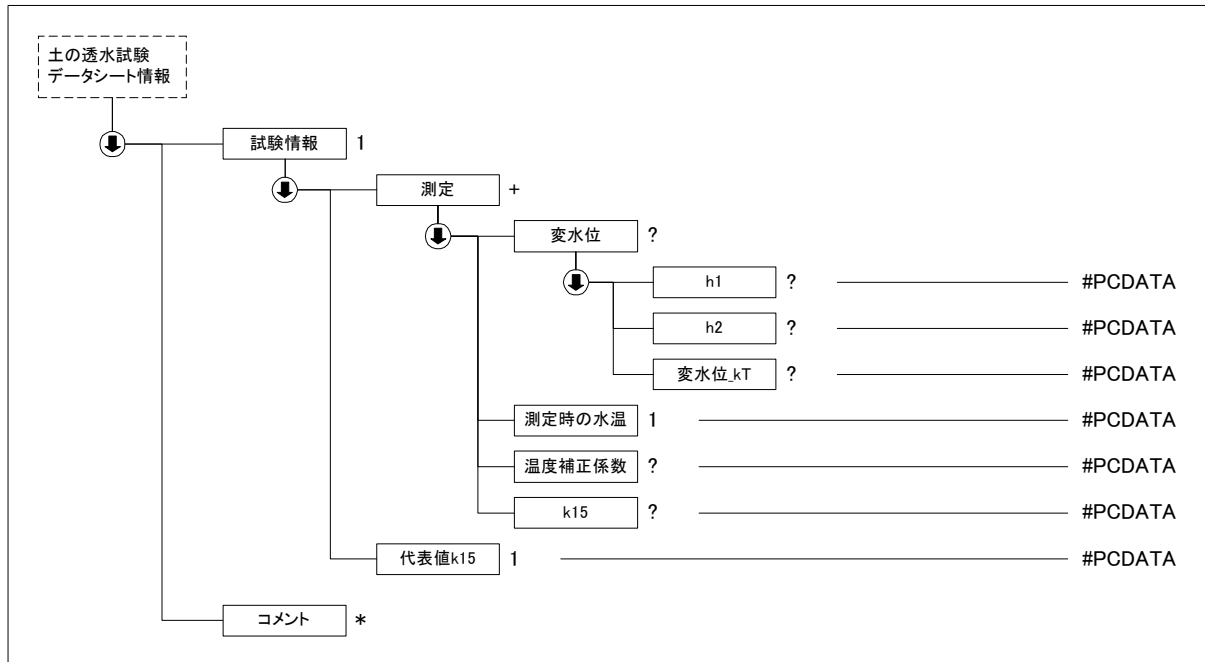 土の透水試験
データシート情報
試験情報 1
測定 +
変水位 ?
h1 ? #PCDATA
h2 ? #PCDATA
変水位_kT ? #PCDATA
測定時の水温 1 #PCDATA
温度補正係数 ? #PCDATA
k15 ? #PCDATA
代表値k15 1 #PCDATA
コメント *